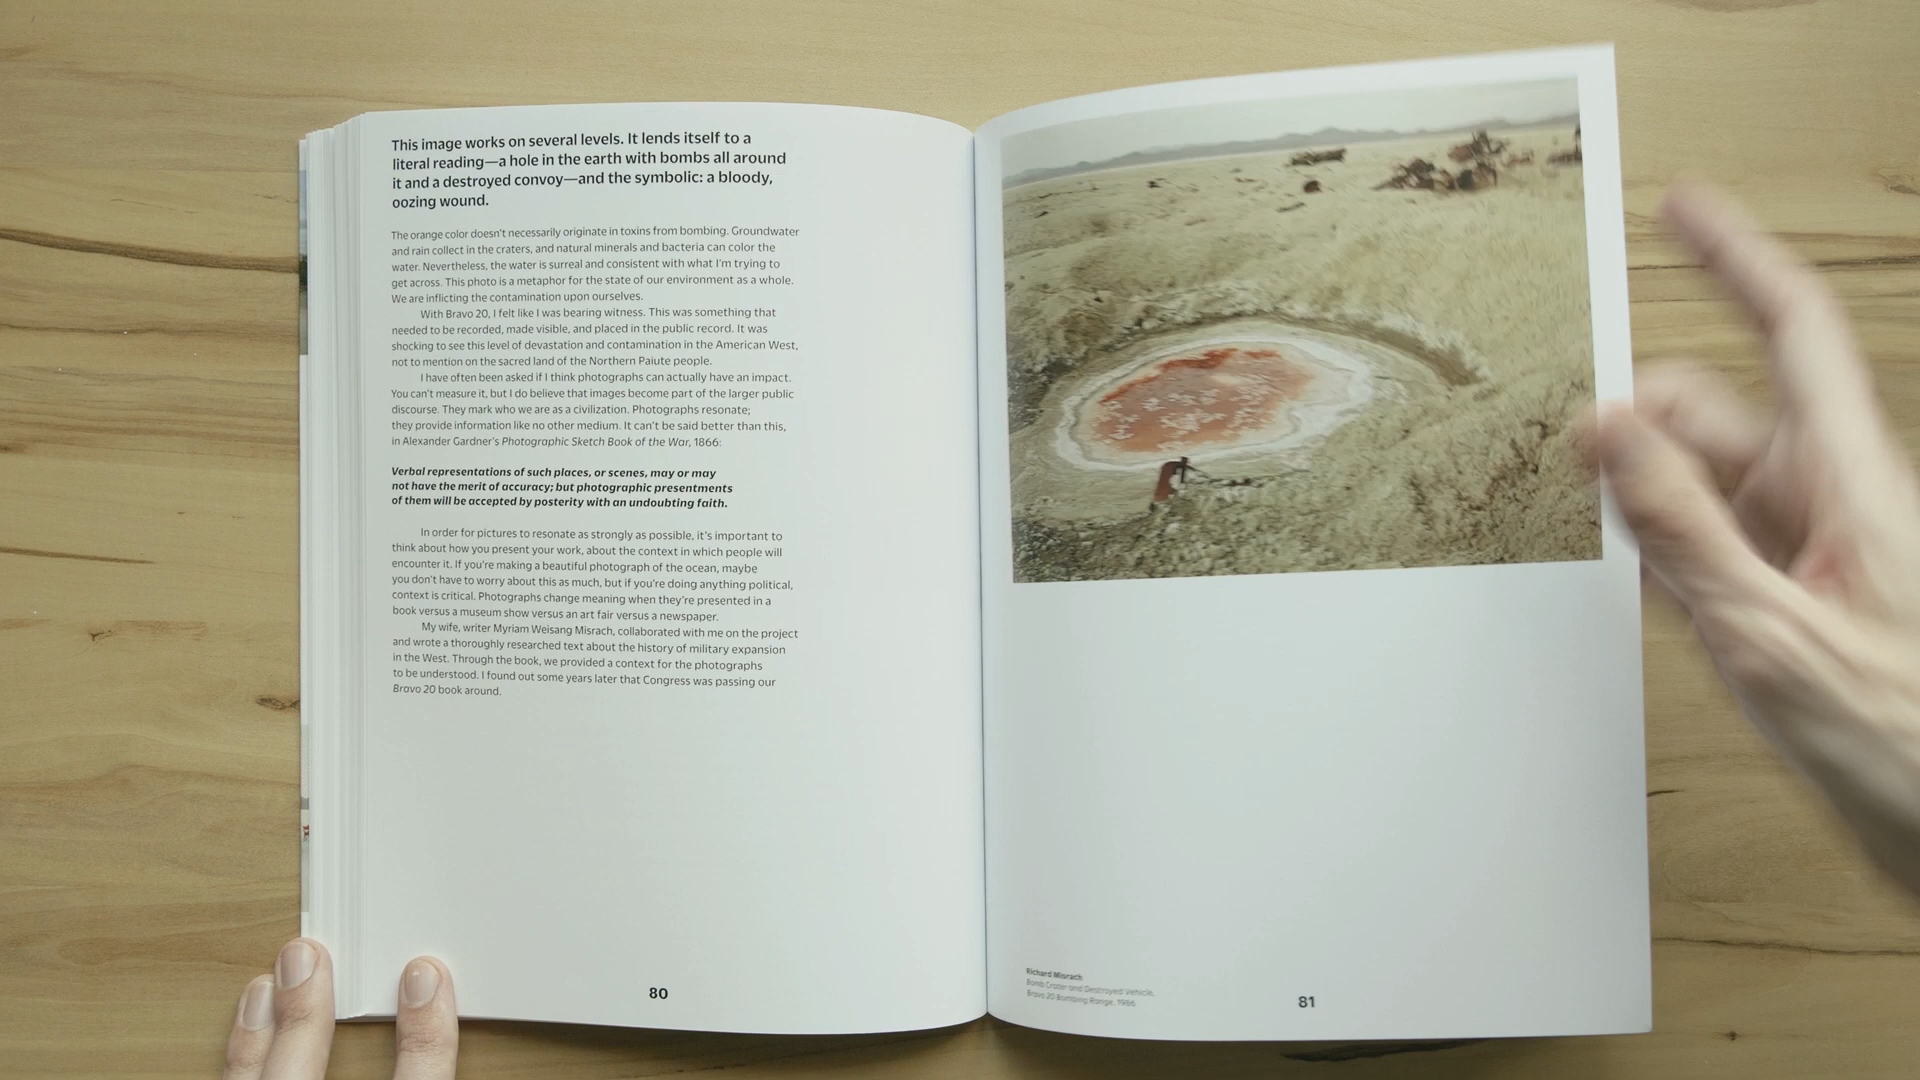 This image works on several levels. It lends itself to a
literal reading—a hole in the earth with bombs all around
it and a destroyed convoy—and the symbolic: a bloody,
oozing wound.
The orange color doesn't necessarily originate in toxins from bombing. Groundwater
and rain collect in the craters, and natural minerals and bacteria can color the
water. Nevertheless, the water is surreal and consistent with what I'm trying to
get across. This photo is a metaphor for the state of our environment as a whole.
We are inflicting the contamination upon ourselves.
With Bravo 20, I felt like I was bearing witness. This was something that
needed to be recorded, made visible, and placed in the public record. It was
shocking to see this level of devastation and contamination in the American West,
not to mention on the sacred land of the Northern Paiute people.
I have often been asked if I think photographs can actually have an impact.
You can't measure it, but I do believe that images become part of the larger public
discourse. They mark who we are as a civilization. Photographs resonate;
they provide information like no other medium. It can't be said better than this,
in Alexander Gardner's Photographic Sketch Book of the War, 1866:
Verbal representations of such places, or scenes, may or may
not have the merit of accuracy; but photographic presentments
of them will be accepted by posterity with an undoubting faith.
In order for pictures to resonate as strongly as possible, it's important to
think about how you present your work, about the context in which people will
encounter it. If you're making a beautiful photograph of the ocean, maybe
you don't have to worry about this as much, but if you're doing anything political,
context is critical. Photographs change meaning when they're presented in a
book versus a museum show versus an art fair versus a newspaper.
My wife, writer Myriam Weisang Misrach, collaborated with me on the project
and wrote a thoroughly researched text about the history of military expansion
in the West. Through the book, we provided a context for the photographs
to be understood. I found out some years later that Congress was passing our
Bravo 20 book around.
80
Richard Misrach
Bomb Crater and Destroyed Vehicle,
Bravo 20 Bombing Range, 1986
81